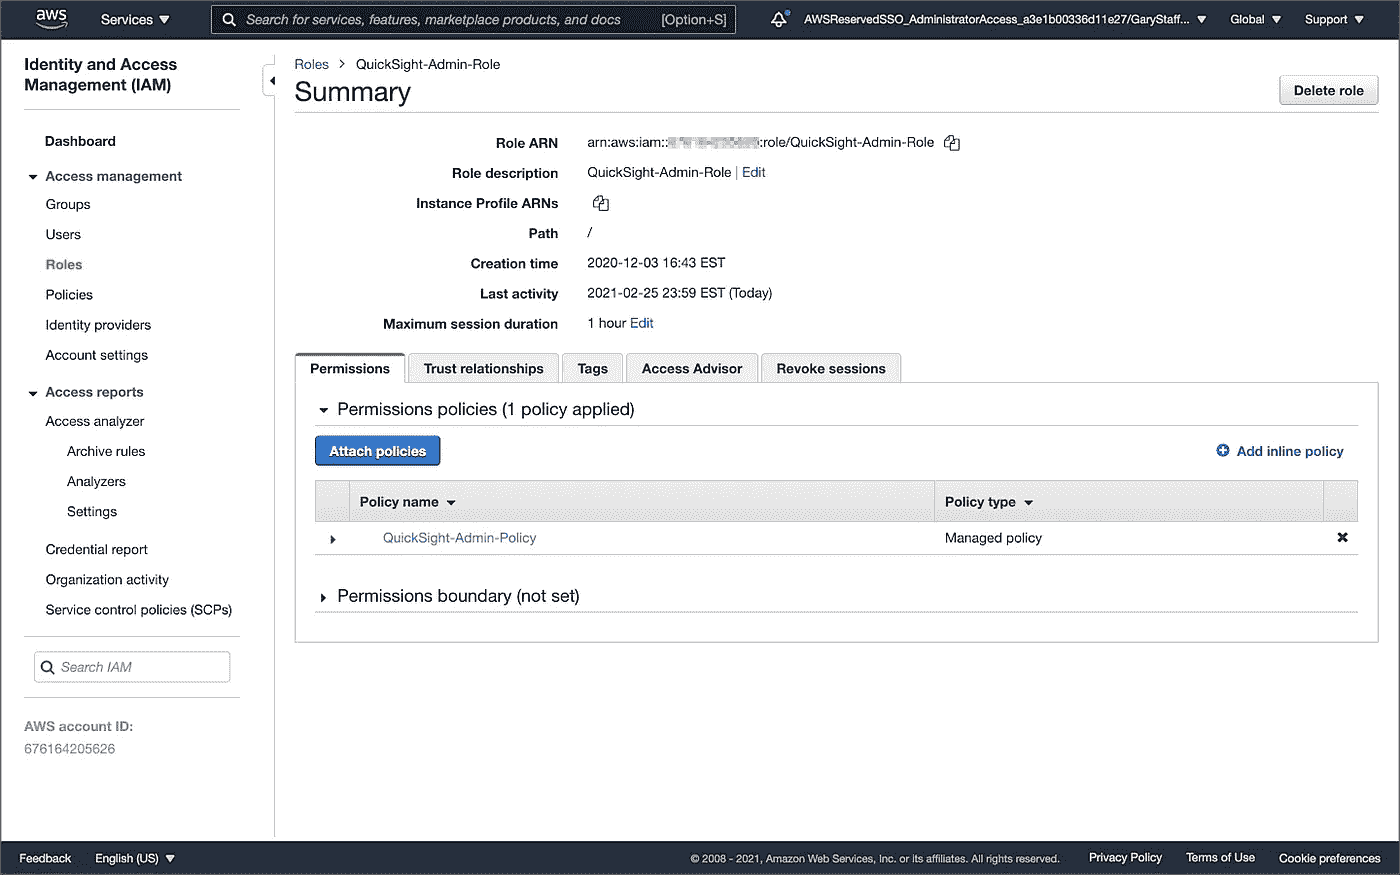 aws
Services
Search for services, features, marketplace products, and docs [Option+S]
AWSReservedSSO_AdministratorAccess_a3e1b00336d11e27/GaryStaff...
Global
Support
Identity and Access
Management (IAM)
Dashboard
Access management
Groups
Users
Roles
Policies
Identity providers
Account settings
Access reports
Access analyzer
Archive rules
Analyzers
Settings
Credential report
Organization activity
Service control policies (SCPs)
Search IAM
AWS account ID:
676164205626
Roles > QuickSight-Admin-Role
Summary
Delete role
Role ARN arn:aws:iam:: :role/QuickSight-Admin-Role
Role description QuickSight-Admin-Role | Edit
Instance Profile ARNs
Path /
Creation time 2020-12-03 16:43 EST
Last activity 2021-02-25 23:59 EST (Today)
Maximum session duration 1 hour Edit
Permissions
Trust relationships
Tags
Access Advisor
Revoke sessions
Permissions policies (1 policy applied)
Attach policies
Add inline policy
Policy name
Policy type
QuickSight-Admin-Policy
Managed policy
Permissions boundary (not set)
Feedback
English (US)
© 2008 - 2021, Amazon Web Services, Inc. or its affiliates. All rights reserved.
Privacy Policy
Terms of Use
Cookie preferences